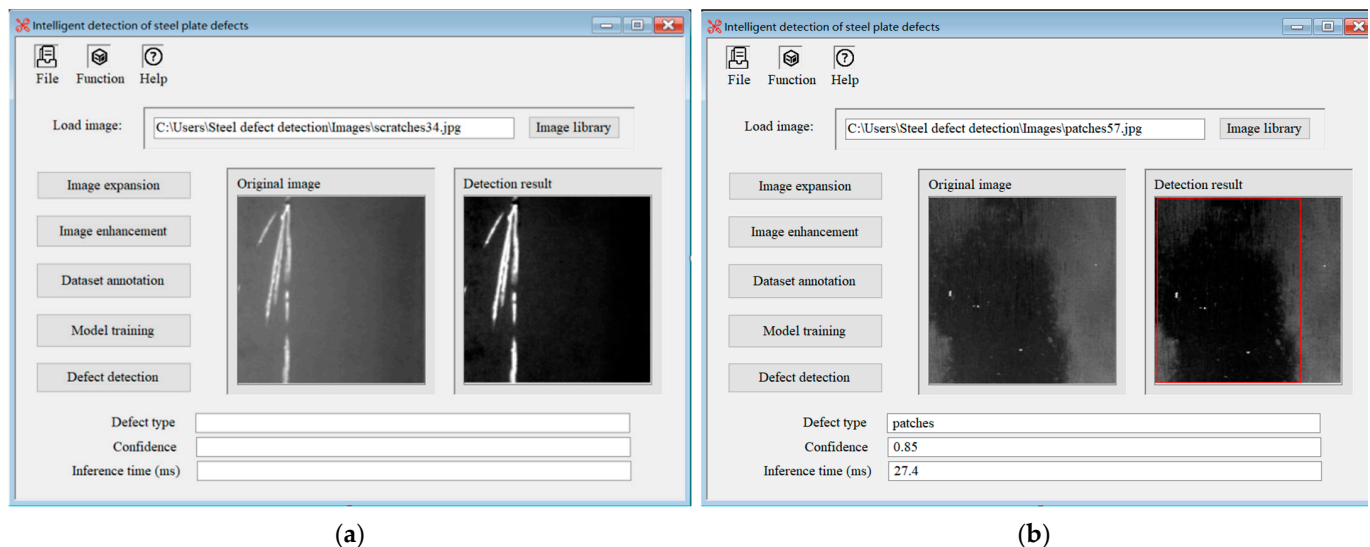 Intelligent detection of steel plate defects
File Function Help
Load image: C:\Users\Steel defect detection\Images\scratches34.jpg Image library
Image expansion
Image enhancement
Dataset annotation
Model training
Defect detection
Original image
Detection result
Defect type
Confidence
Inference time (ms)
(a)
Intelligent detection of steel plate defects
File Function Help
Load image: C:\Users\Steel defect detection\Images\patches57.jpg Image library
Image expansion
Image enhancement
Dataset annotation
Model training
Defect detection
Original image
Detection result
Defect type patches
Confidence 0.85
Inference time (ms) 27.4
(b)